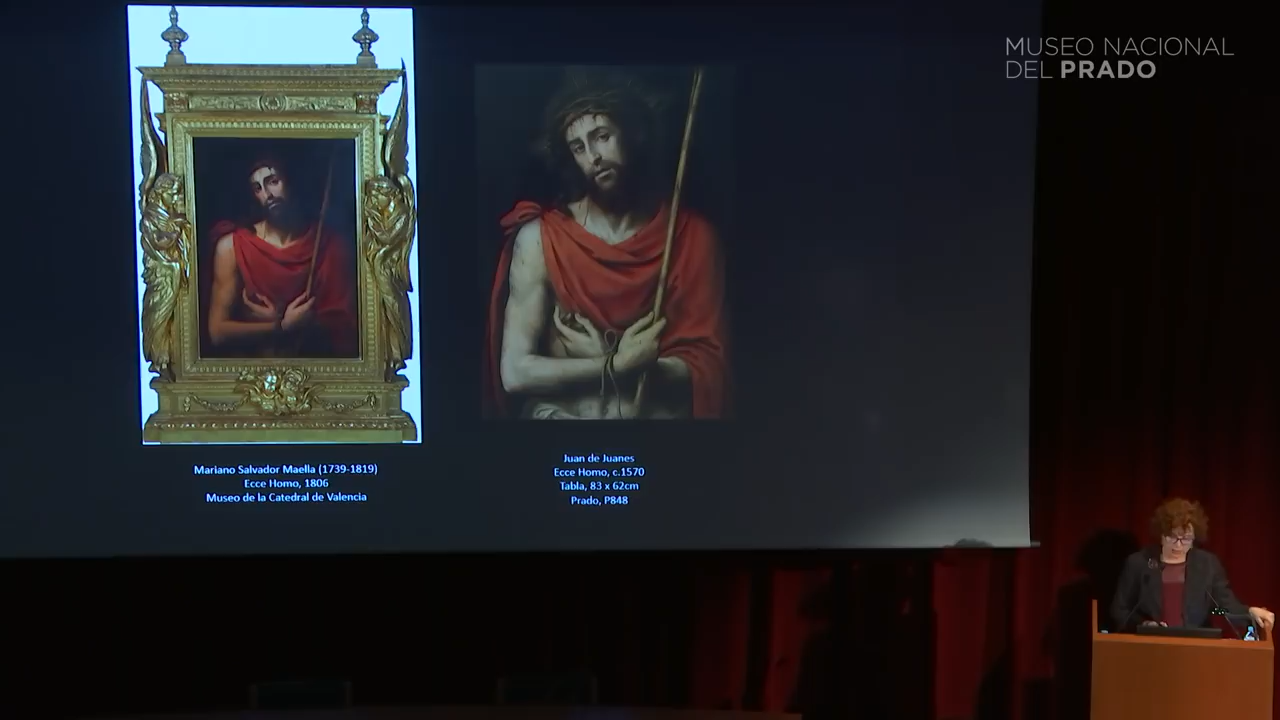 MUSEO NACIONAL
DEL PRADO
Mariano Salvador Maella (1739-1819)
Ecce Homo, 1806
Museo de la Catedral de Valencia
Juan de Juanes
Ecce Homo, c.1570
Tabla, 83 x 62cm
Prado, P848